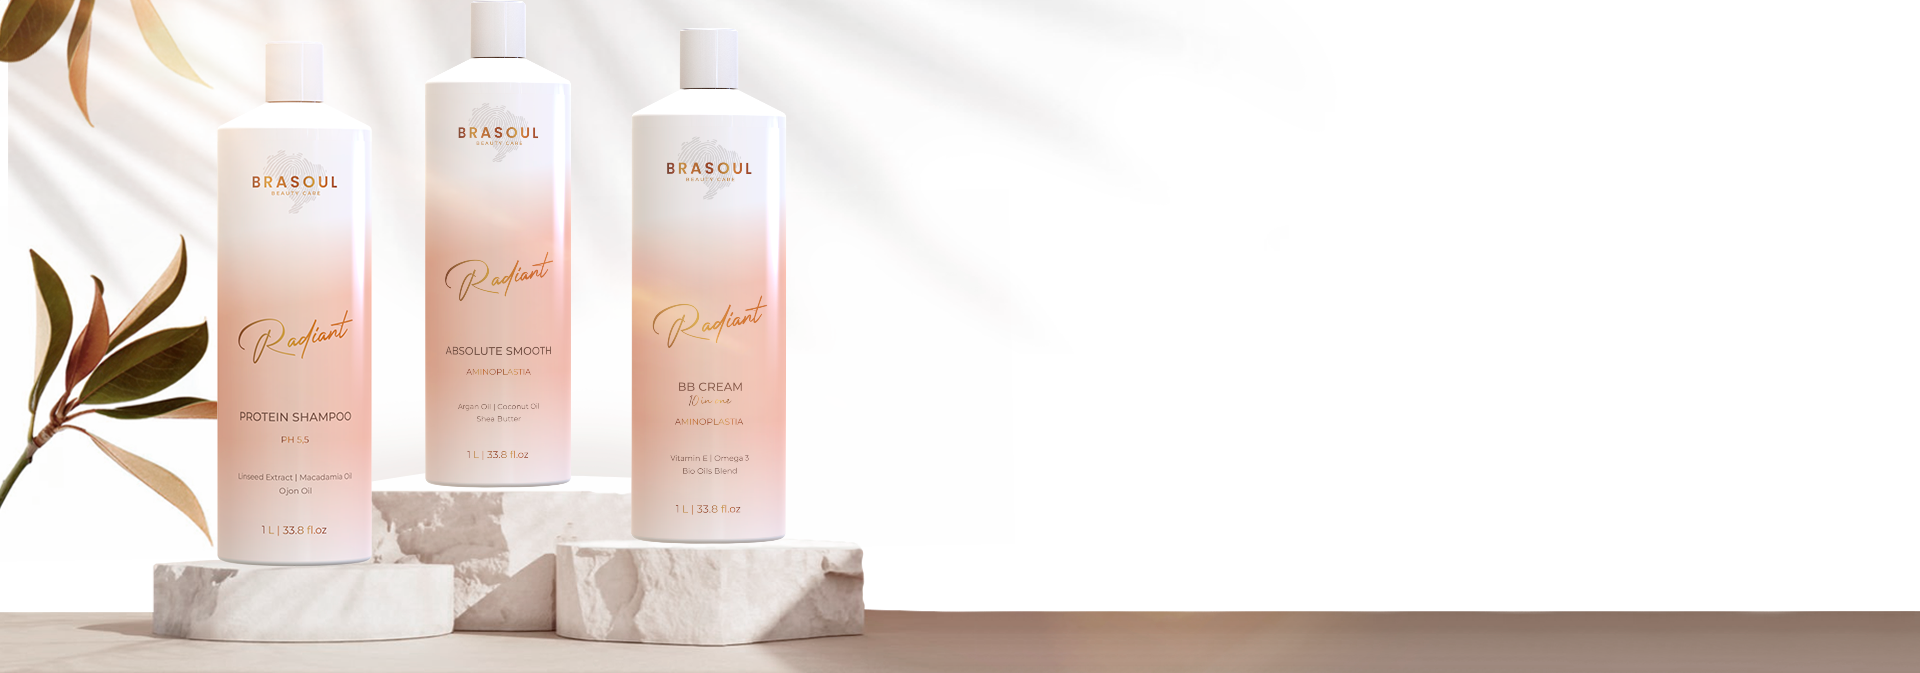 BRASOUL
BEAUTY CARE
Radiant
PROTEIN SHAMPOO
PH 5,5
Linseed Extract | Macadamia Oil
Ojon Oil
1 L | 33.8 fl.oz
BRASOUL
BEAUTY CARE
Radiant
ABSOLUTE SMOOTH
AMINOPLASTIA
Argan Oil | Coconut Oil
Shea Butter
1 L | 33.8 fl.oz
BRASOUL
BEAUTY CARE
Radiant
BB CREAM
10 in one
AMINOPLASTIA
Vitamin E | Omega 3
Bio Oils Blend
1 L | 33.8 fl.oz